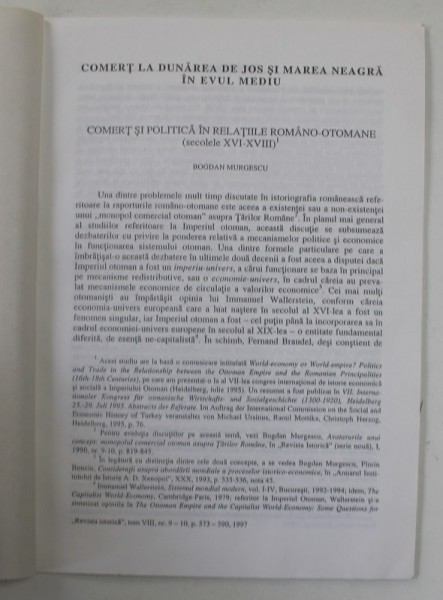 COMERȚ LA DUNĂREA DE JOS ȘI MAREA NEAGRĂ
ÎN EVUL MEDIU
COMERȚ ȘI POLITICĂ ÎN RELAȚIILE ROMÂNO-OTOMANE
(secolele XVI-XVIII)¹
BOGDAN MURGESCU
Una dintre problemele mult timp discutate în istoriografia românească refe-
ritoare la raporturile româno-otomane este aceea a existenței sau a non-existenței
unui „monopol comercial otoman” asupra Țărilor Române². În planul mai general
al studiilor referitoare la Imperiul otoman, această discuție se subsumează
dezbaterilor cu privire la ponderea relativă a mecanismelor politice și economice
în funcționarea sistemului otoman. Una dintre formele particulare pe care a
îmbrățișat-o această dezbatere în ultimele două decenii a fost aceea a disputei dacă
Imperiul otoman a fost un imperiu-univers, a cărui funcționare se baza în principal
pe mecanisme redistributive, sau o economie-univers, în cadrul căreia au preva-
lat mecanismele economice de circulație a valorilor economice³. Cei mai mulți
otomaniști au împărtășit opinia lui Immanuel Wallerstein, conform căreia
economia-univers europeană care a luat naștere în secolul al XVI-lea a fost un
fenomen singular, iar Imperiul otoman a fost – cel puțin până la incorporarea sa în
cadrul economiei-univers europene în secolul al XIX-lea – o entitate fundamental
diferită, de esență ne-capitalistă⁴. În schimb, Fernand Braudel, deși conștient de
¹ Acest studiu are la bază o comunicare intitulată World-economy or World empire? Politics
and Trade in the Relationship between the Ottoman Empire and the Romanian Principalities
(16th-18th Centuries), pe care am prezentat-o la al VII-lea congres internațional de istorie economică
și socială a Imperiului Otoman (Heidelberg, iulie 1995). Un rezumat a fost publicat în VII. Interna-
tionaler Kongreß für osmanische Wirtschafts- und Sozialgeschichte (1300-1920), Heidelberg
25.-29. Juli 1995. Abstracts der Referate. Im Auftrag der International Commission on the Social and
Economic History of Turkey veranstaltet von Michael Ursinus, Raoul Motika, Christoph Herzog,
Heidelberg, 1995, p. 76.
² Pentru evoluția discuțiilor pe această temă, vezi Bogdan Murgescu, Avatarurile unui
concept: monopolul comercial otoman asupra Țărilor Române, în „Revista Istorică” (serie nouă), I,
1990, nr. 9-10, p. 819-845.
³ În legătură cu distincția dintre cele două concepte, a se vedea Bogdan Murgescu, Florin
Bonciu, Considerații asupra abordării mondiale a proceselor istorico-economice, în „Anuarul Insti-
tutului de Istorie A. D. Xenopol”, XXX, 1993, p. 535-536, nota 45.
⁴ Immanuel Wallerstein, Sistemul mondial modern, vol. I-IV, București, 1992-1994; idem, The
Capitalist World-Economy, Cambridge-Paris, 1979; referitor la Imperiul Otoman, Wallerstein și-a
sintetizat opiniile în The Ottoman Empire and the Capitalist World-Economy: Some Questions for
„Revista istorică”, tom VIII, nr. 9 – 10, p. 573 – 590, 1997